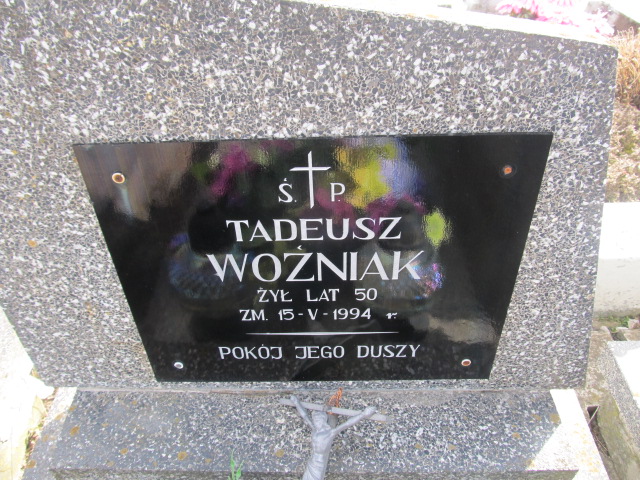 Ś. P.
TADEUSZ
WOŹNIAK
ŻYŁ LAT 50
ZM. 15-V-1994 r.
POKÓJ JEGO DUSZY